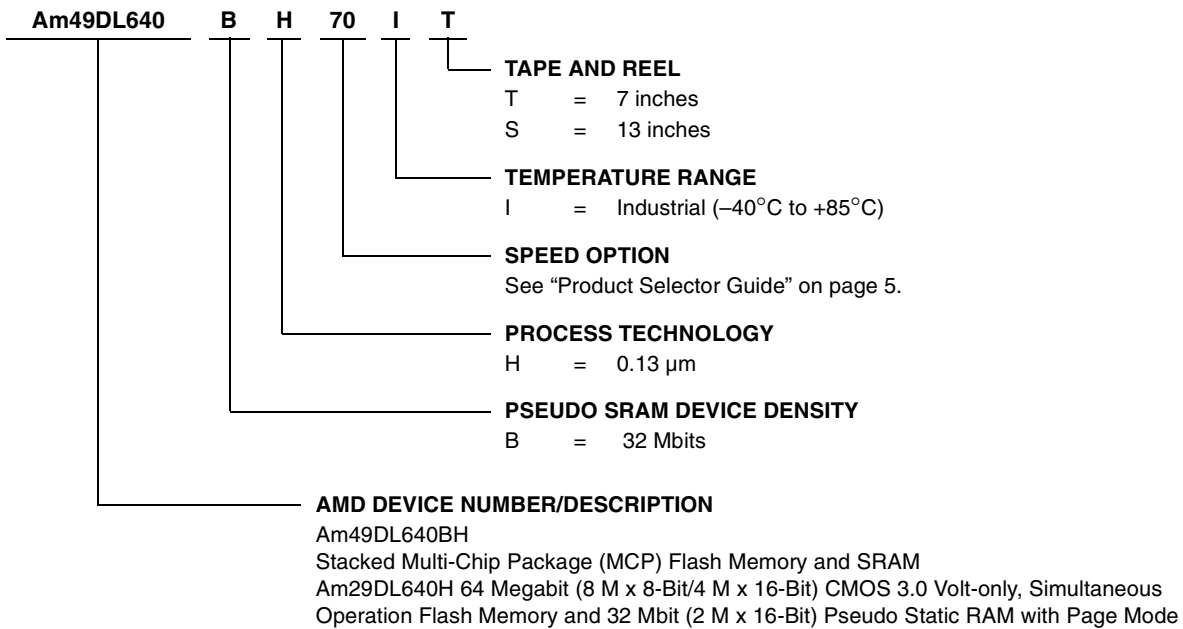 Am49DL640 B H 70 I T
TAPE AND REEL
T = 7 inches
S = 13 inches
TEMPERATURE RANGE
I = Industrial (–40°C to +85°C)
SPEED OPTION
See “Product Selector Guide” on page 5.
PROCESS TECHNOLOGY
H = 0.13 µm
PSEUDO SRAM DEVICE DENSITY
B = 32 Mbits
AMD DEVICE NUMBER/DESCRIPTION
Am49DL640BH
Stacked Multi-Chip Package (MCP) Flash Memory and SRAM
Am29DL640H 64 Megabit (8 M x 8-Bit/4 M x 16-Bit) CMOS 3.0 Volt-only, Simultaneous
Operation Flash Memory and 32 Mbit (2 M x 16-Bit) Pseudo Static RAM with Page Mode